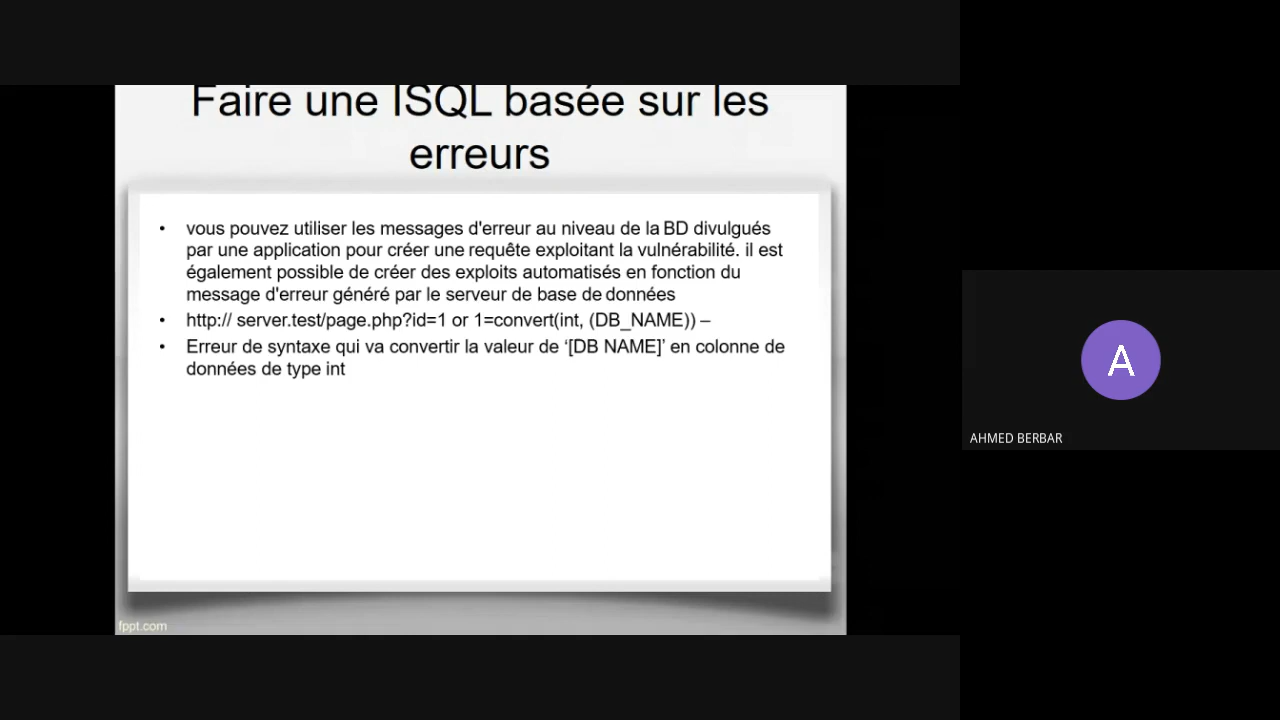 Faire une ISQL basée sur les
erreurs
• vous pouvez utiliser les messages d'erreur au niveau de la BD divulgués
par une application pour créer une requête exploitant la vulnérabilité. il est
également possible de créer des exploits automatisés en fonction du
message d'erreur généré par le serveur de base de données
• http:// server.test/page.php?id=1 or 1=convert(int, (DB_NAME)) –
• Erreur de syntaxe qui va convertir la valeur de ‘[DB NAME]’ en colonne de
données de type int
fppt.com
A
AHMED BERBAR